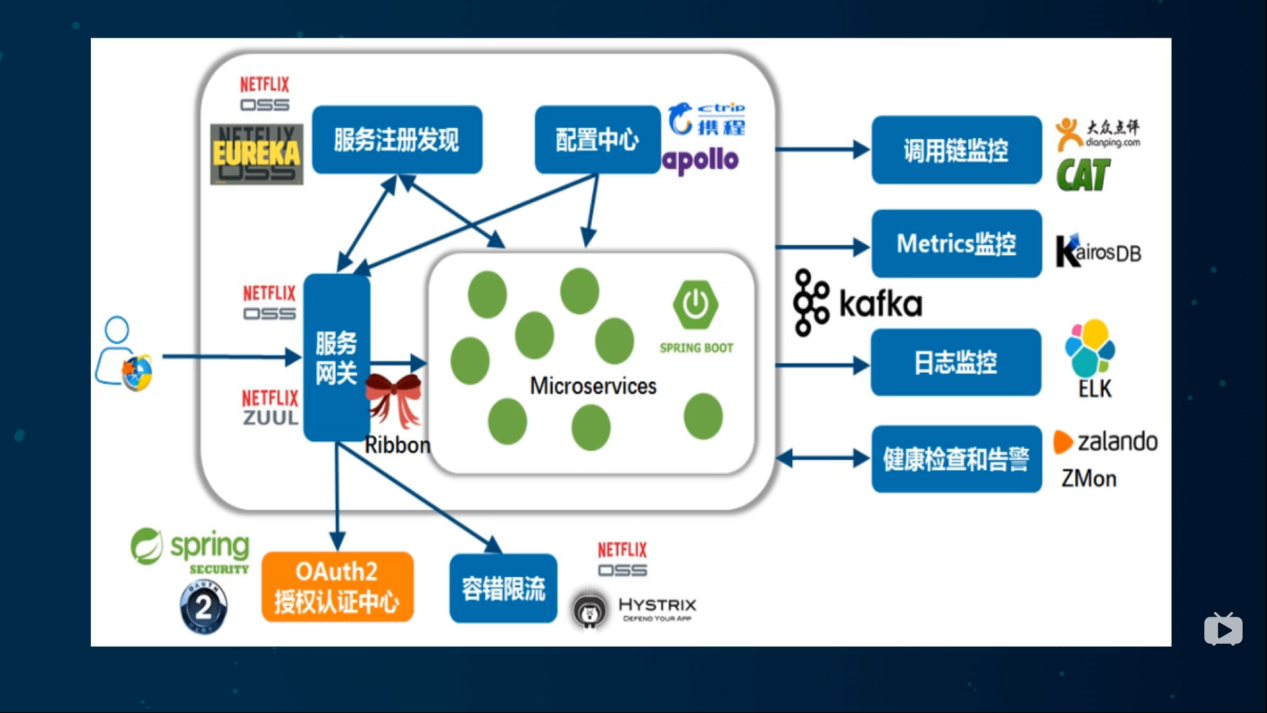 NETFLIX
OSS
NETFLIX
EUREKA
OSS
服务注册发现
配置中心
ctrip
携程
apollo
调用链监控
大众点评
dianping.com
CAT
Metrics监控
KairosDB
kafka
NETFLIX
OSS
服务
网关
NETFLIX
ZUUL
Ribbon
SPRING BOOT
Microservices
日志监控
ELK
健康检查和告警
zalando
ZMon
spring
SECURITY
OAUTH
2
OAuth2
授权认证中心
容错限流
NETFLIX
OSS
HYSTRIX
DEFEND YOUR APP